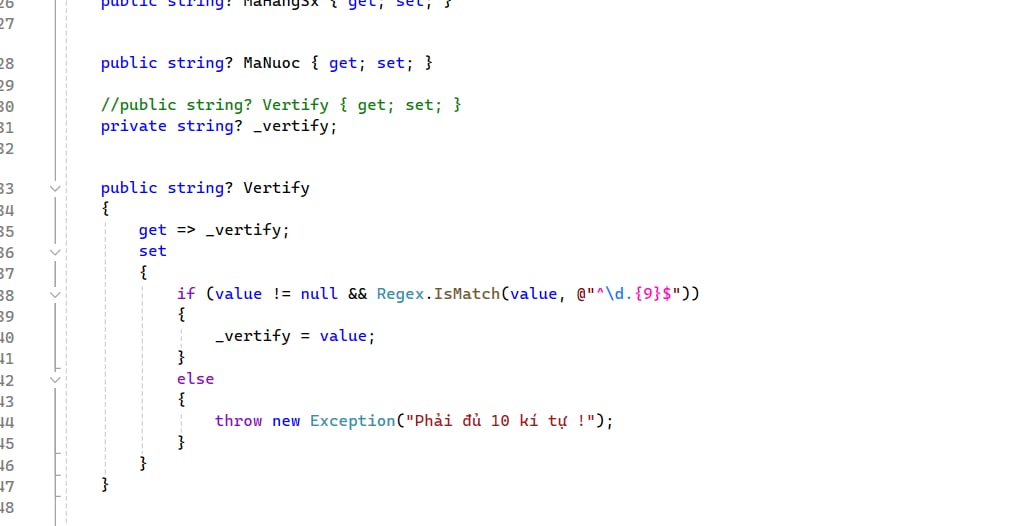 26 public string? MaHangSx { get; set; }
27
28 public string? MaNuoc { get; set; }
29
30 //public string? Vertify { get; set; }
31 private string? _vertify;
32
33 public string? Vertify
34 {
35 get => _vertify;
36 set
37 {
38 if (value != null && Regex.IsMatch(value, @"^\d.{9}$"))
39 {
40 _vertify = value;
41 }
42 else
43 {
44 throw new Exception("Phải đủ 10 kí tự !");
45 }
46 }
47 }
48